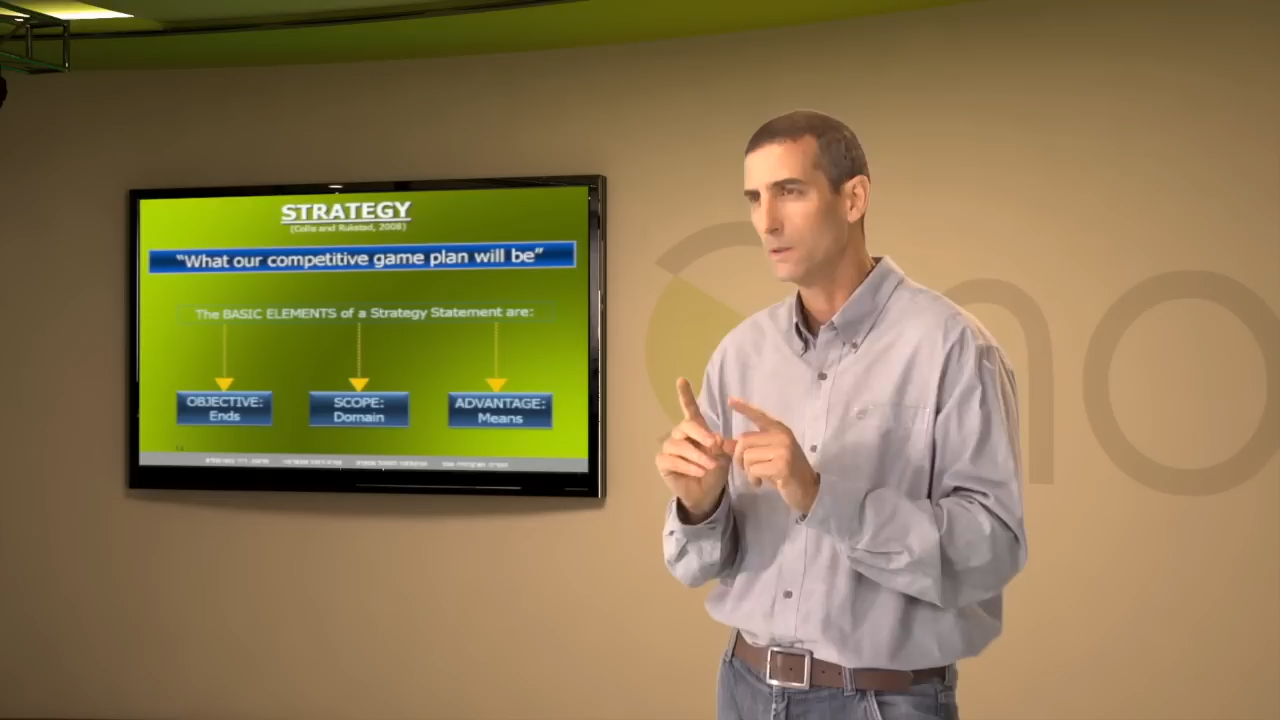 STRATEGY
(Collis and Rukstad, 2008)
"What our competitive game plan will be"
The BASIC ELEMENTS of a Strategy Statement are:
OBJECTIVE:
Ends
SCOPE:
Domain
ADVANTAGE:
Means
no